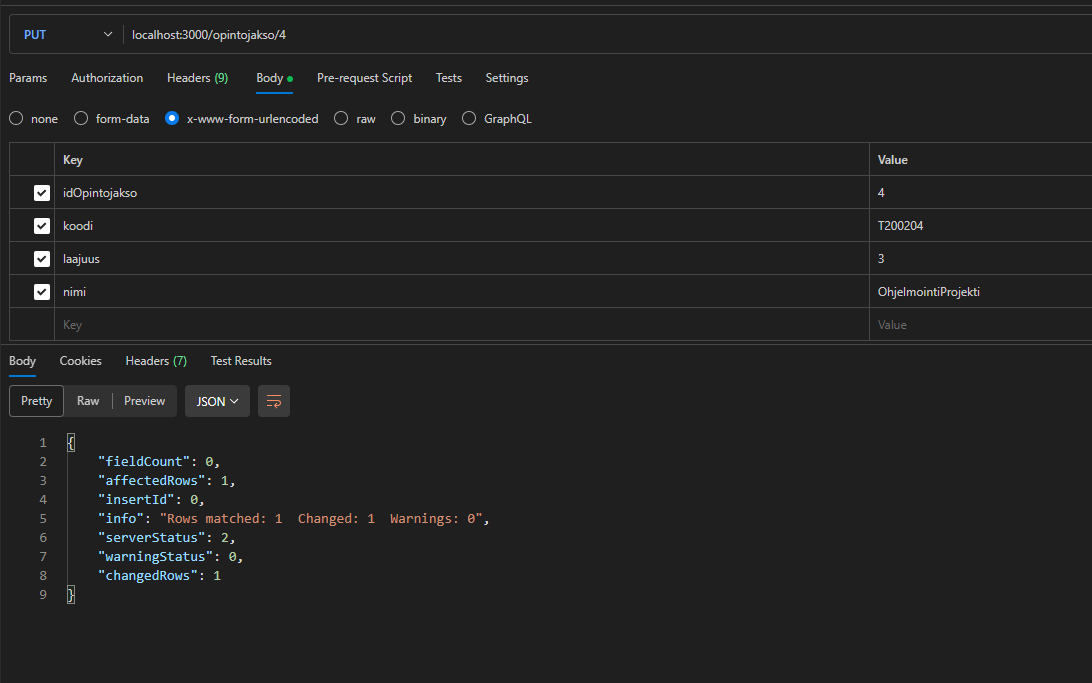 PUT localhost:3000/opintojakso/4
Params Authorization Headers (9) Body Pre-request Script Tests Settings
none form-data x-www-form-urlencoded raw binary GraphQL
Key Value
idOpintojakso 4
koodi T200204
laajuus 3
nimi OhjelmointiProjekti
Key Value
Body Cookies Headers (7) Test Results
Pretty Raw Preview JSON
1 {
2 "fieldCount": 0,
3 "affectedRows": 1,
4 "insertId": 0,
5 "info": "Rows matched: 1  Changed: 1  Warnings: 0",
6 "serverStatus": 2,
7 "warningStatus": 0,
8 "changedRows": 1
9 }